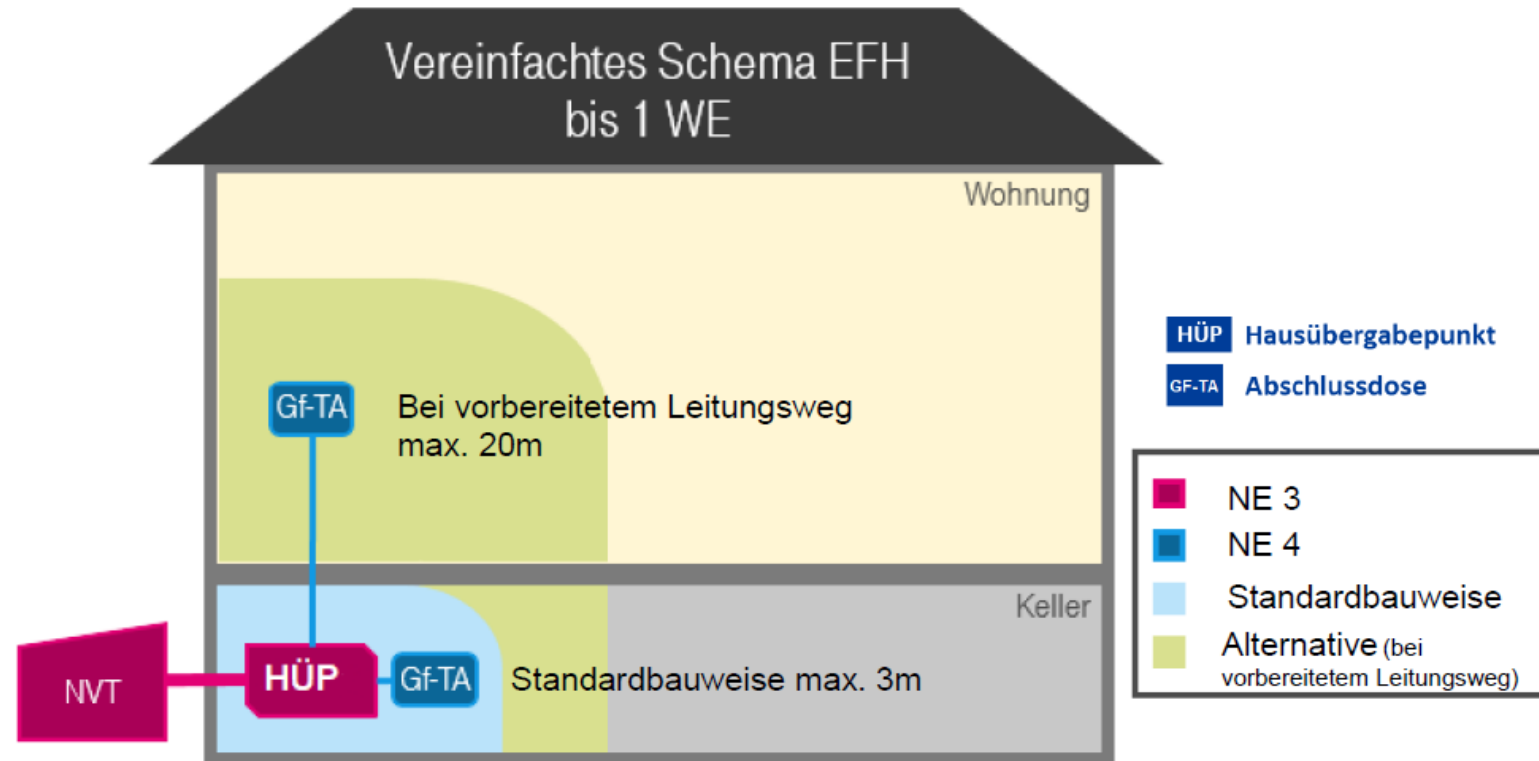 Vereinfachtes Schema EFH
bis 1 WE
Wohnung
Gf-TA
Bei vorbereitetem Leitungsweg
max. 20m
Keller
NVT
HÜP
Gf-TA
Standardbauweise max. 3m
HÜP Hausübergabepunkt
GF-TA Abschlussdose
NE 3
NE 4
Standardbauweise
Alternative (bei
vorbereitetem Leitungsweg)